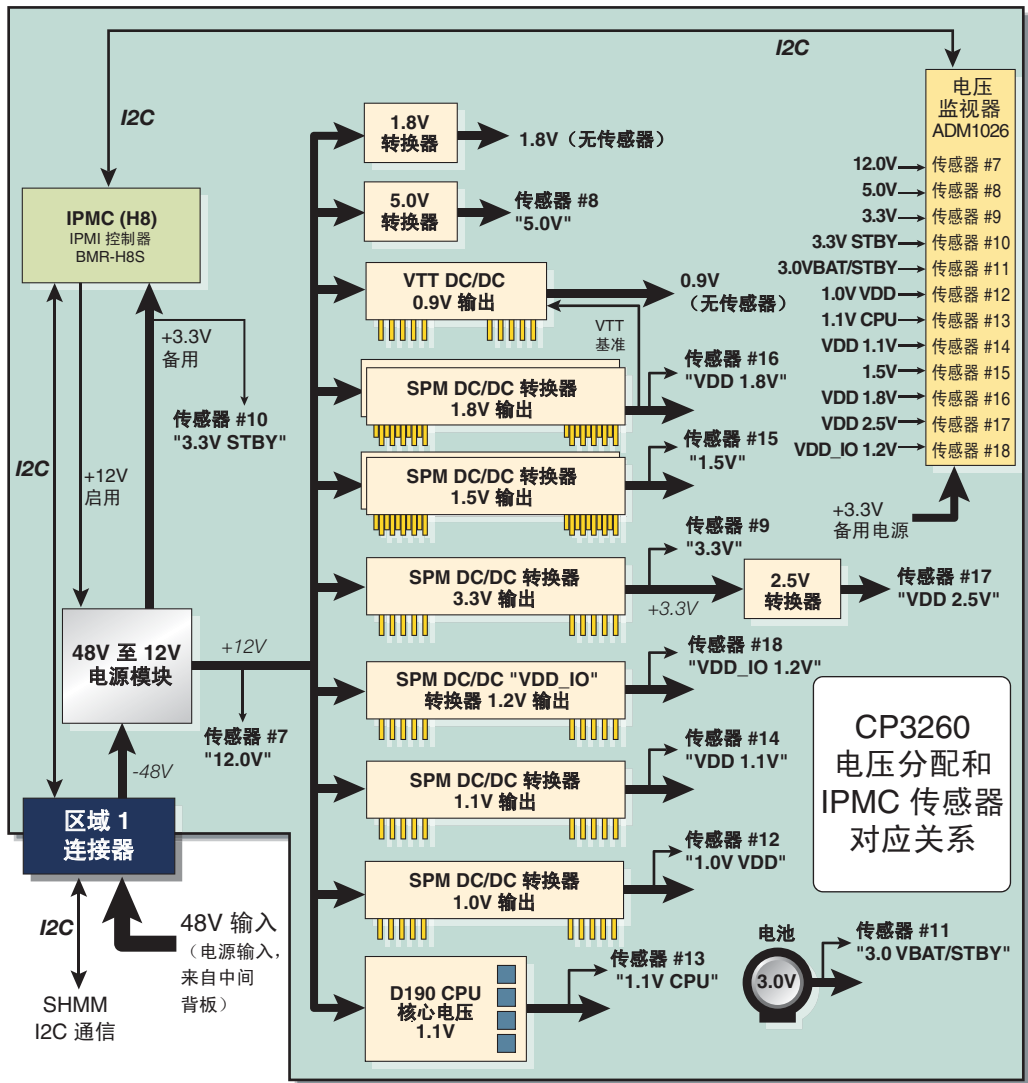 I2C
I2C
电压
监视器
ADM1026
12.0V 传感器 #7
5.0V 传感器 #8
3.3V 传感器 #9
3.3V STBY 传感器 #10
3.0VBAT/STBY 传感器 #11
1.0V VDD 传感器 #12
1.1V CPU 传感器 #13
VDD 1.1V 传感器 #14
1.5V 传感器 #15
VDD 1.8V 传感器 #16
VDD 2.5V 传感器 #17
VDD_IO 1.2V 传感器 #18
+3.3V
备用电源
IPMC (H8)
IPMI 控制器
BMR-H8S
+3.3V
备用
传感器 #10
"3.3V STBY"
I2C
+12V
启用
48V 至 12V
电源模块
+12V
传感器 #7
"12.0V"
-48V
区域 1
连接器
I2C
48V 输入
（电源输入，
来自中间
背板）
SHMM
I2C 通信
1.8V
转换器
1.8V（无传感器）
5.0V
转换器
传感器 #8
"5.0V"
VTT DC/DC
0.9V 输出
0.9V
（无传感器）
VTT
基准
SPM DC/DC 转换器
1.8V 输出
传感器 #16
"VDD 1.8V"
SPM DC/DC 转换器
1.5V 输出
传感器 #15
"1.5V"
SPM DC/DC 转换器
3.3V 输出
传感器 #9
"3.3V"
+3.3V
2.5V
转换器
传感器 #17
"VDD 2.5V"
SPM DC/DC "VDD_IO"
转换器 1.2V 输出
传感器 #18
"VDD_IO 1.2V"
SPM DC/DC 转换器
1.1V 输出
传感器 #14
"VDD 1.1V"
SPM DC/DC 转换器
1.0V 输出
传感器 #12
"1.0V VDD"
D190 CPU
核心电压
1.1V
传感器 #13
"1.1V CPU"
电池
3.0V
传感器 #11
"3.0 VBAT/STBY"
CP3260
电压分配和
IPMC 传感器
对应关系